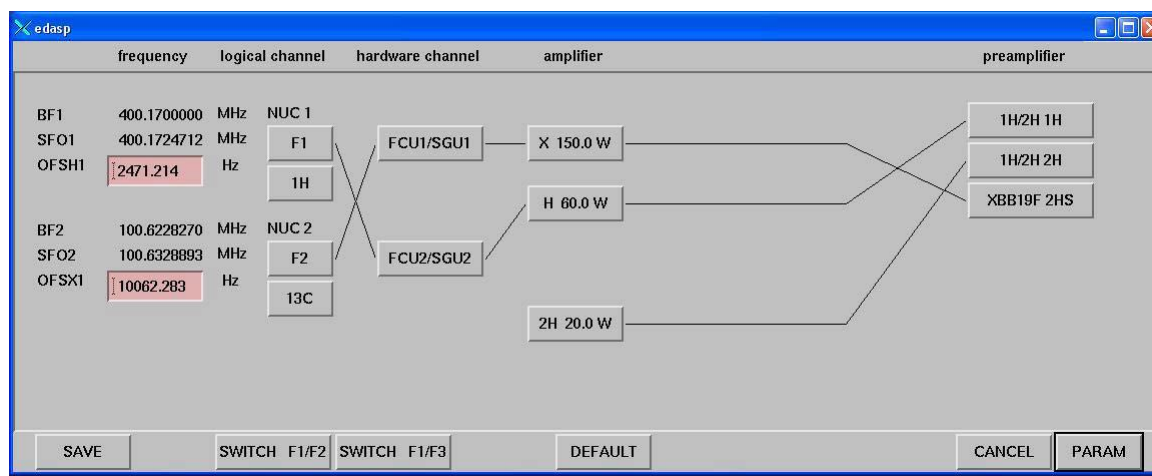 edasp
frequency logical channel hardware channel amplifier preamplifier
BF1 400.1700000 MHz NUC 1
SFO1 400.1724712 MHz F1 FCU1/SGU1 X 150.0 W 1H/2H 1H
OFSH1 2471.214 Hz 1H 1H/2H 2H
H 60.0 W XBB19F 2HS
BF2 100.6228270 MHz NUC 2
SFO2 100.6328893 MHz F2 FCU2/SGU2
OFSX1 10062.283 Hz 13C
2H 20.0 W
SAVE SWITCH F1/F2 SWITCH F1/F3 DEFAULT CANCEL PARAM